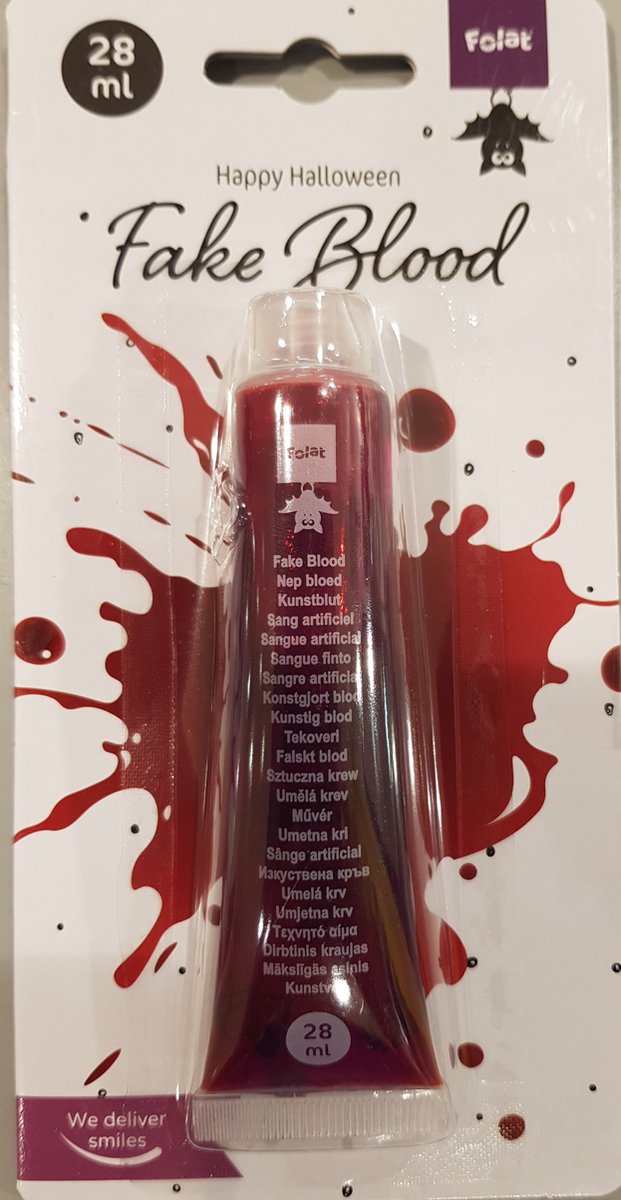 28
ml
Folat
Happy Halloween
Fake Blood
Folat
Fake Blood
Nep bloed
Kunstblut
Sang artificiel
Sangue artificial
Sangue finto
Sangre artificial
Konstgjort blod
Kunstig blod
Tekoveri
Falskt blod
Sztuczna krew
Umělá krev
Művér
Umetna kri
Sânge artificial
Изкуствена кръв
Umelá krv
Umjetna krv
Τεχνητό αίμα
Dirbtinis kraujas
Mākslīgās asinis
28
ml
We deliver
smiles